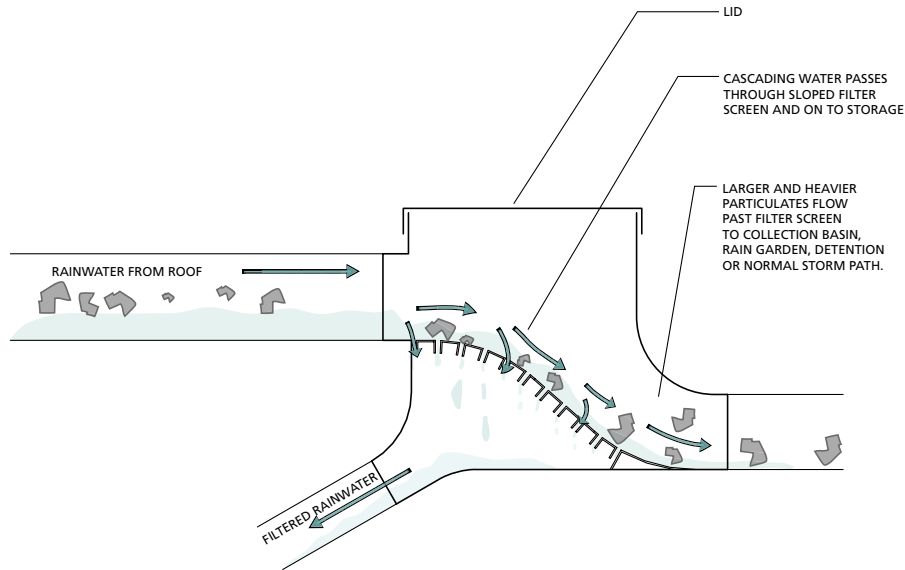 LID
CASCADING WATER PASSES
THROUGH SLOPED FILTER
SCREEN AND ON TO STORAGE
LARGER AND HEAVIER
PARTICULATES FLOW
PAST FILTER SCREEN
TO COLLECTION BASIN,
RAIN GARDEN, DETENTION
OR NORMAL STORM PATH.
RAINWATER FROM ROOF
FILTERED RAINWATER